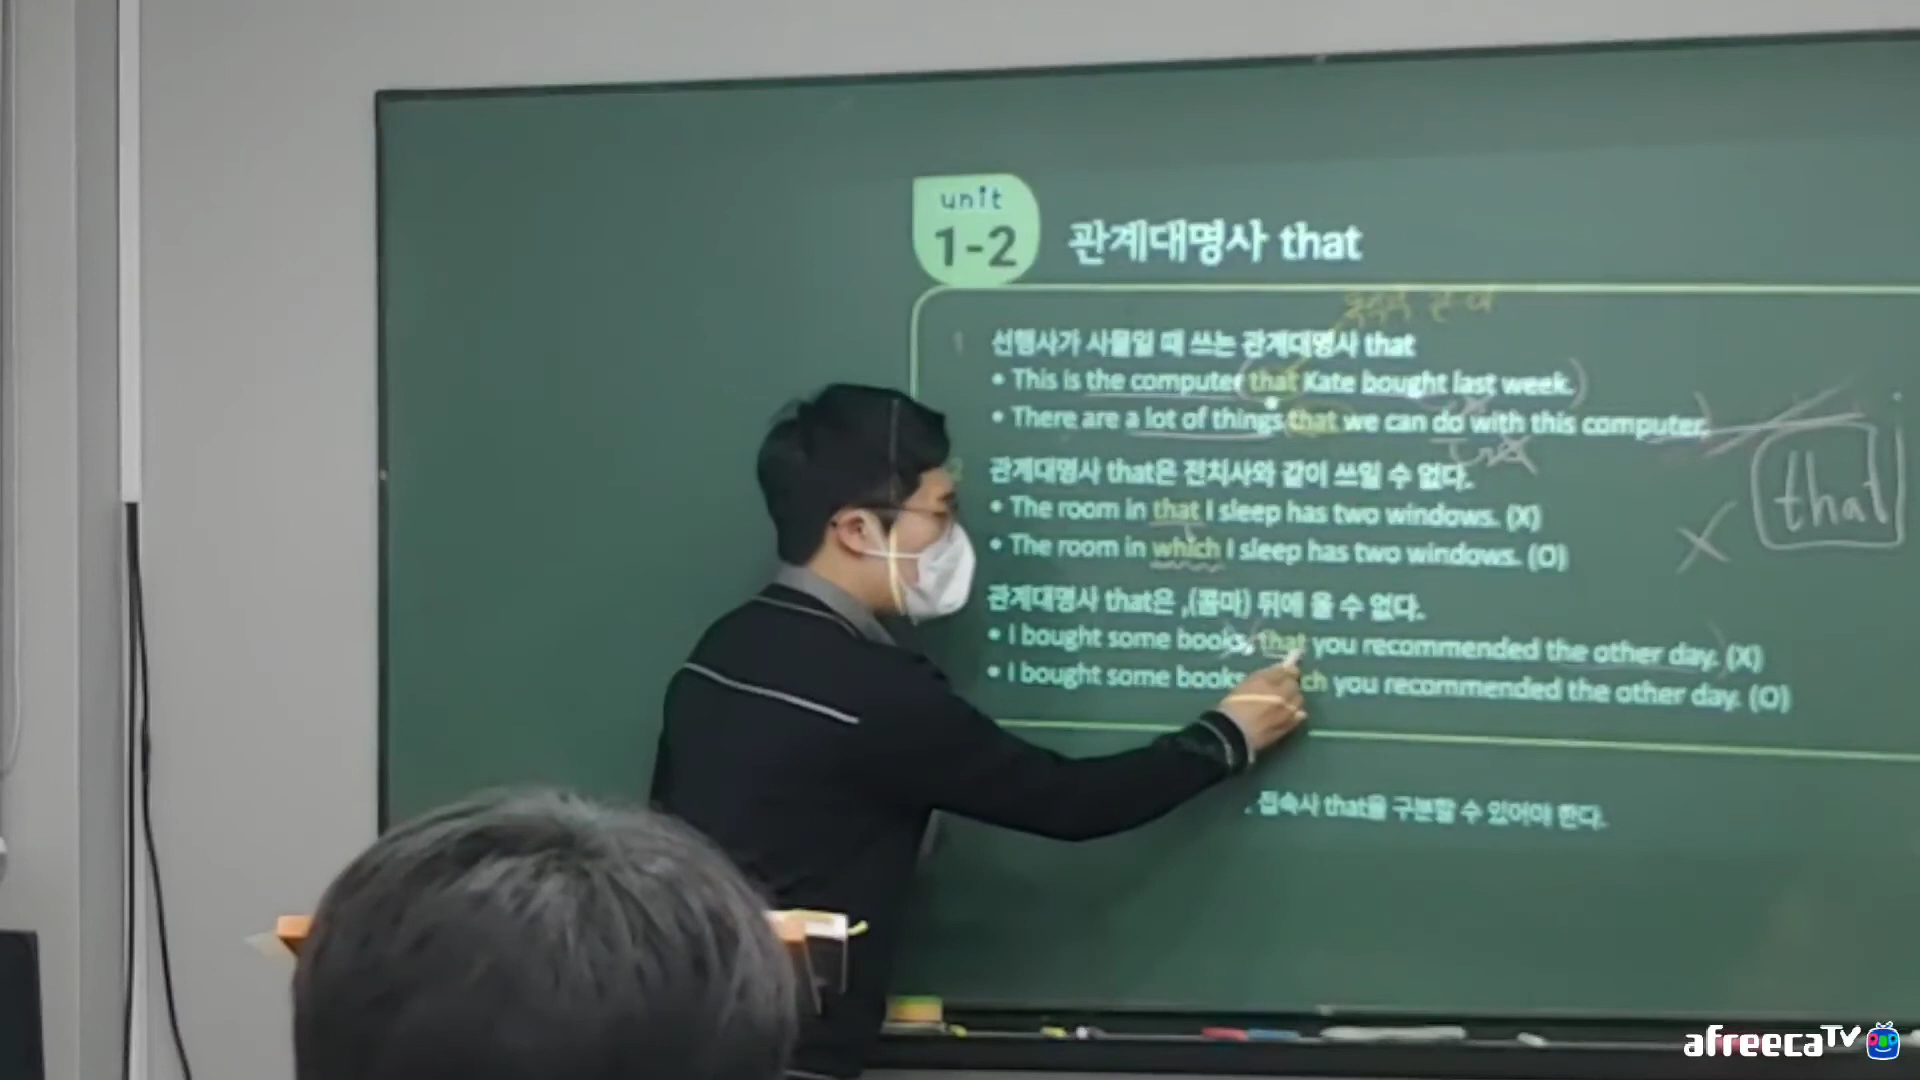 unit
1-2 관계대명사 that
1 선행사가 사물일 때 쓰는 관계대명사 that
• This is the computer that Kate bought last week.
• There are a lot of things that we can do with this computer.
that
2 관계대명사 that은 전치사와 같이 쓰일 수 없다.
• The room in that I sleep has two windows. (X)
• The room in which I sleep has two windows. (O)
관계대명사 that은 ,(콤마) 뒤에 올 수 없다.
• I bought some books, that you recommended the other day. (X)
• I bought some books ch you recommended the other day. (O)
. 접속사 that을 구분할 수 있어야 한다.
afreecaTV